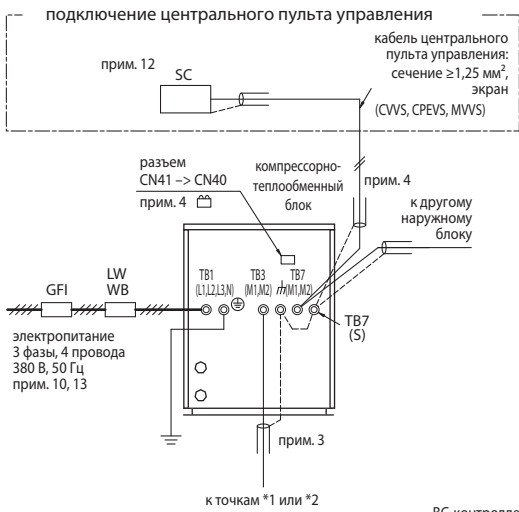 подключение центрального пульта управления
кабель центрального
пульта управления:
сечение ≥1,25 мм²,
экран
(CVVS, CPEVS, MVVS)
прим. 12
SC
разъем
CN41 –> CN40
прим. 4
компрессорно-
теплообменный
блок
прим. 4
к другому
наружному
блоку
TB1
(L1,L2,L3,N)
TB3
(M1,M2)
TB7
(M1,M2)
GFI
LW
WB
TB7
(S)
электропитание
3 фазы, 4 провода
380 В, 50 Гц
прим. 10, 13
прим. 3
к точкам *1 или *2